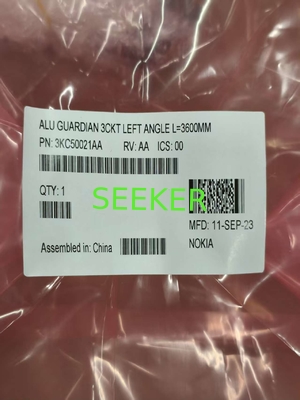 ALU GUARDIAN 3CKT LEFT ANGLE L=3600MM
PN: 3KC50021AA RV: AA ICS: 00
QTY: 1
SEEKER
MFD: 11-SEP-23
Assembled in: China NOKIA